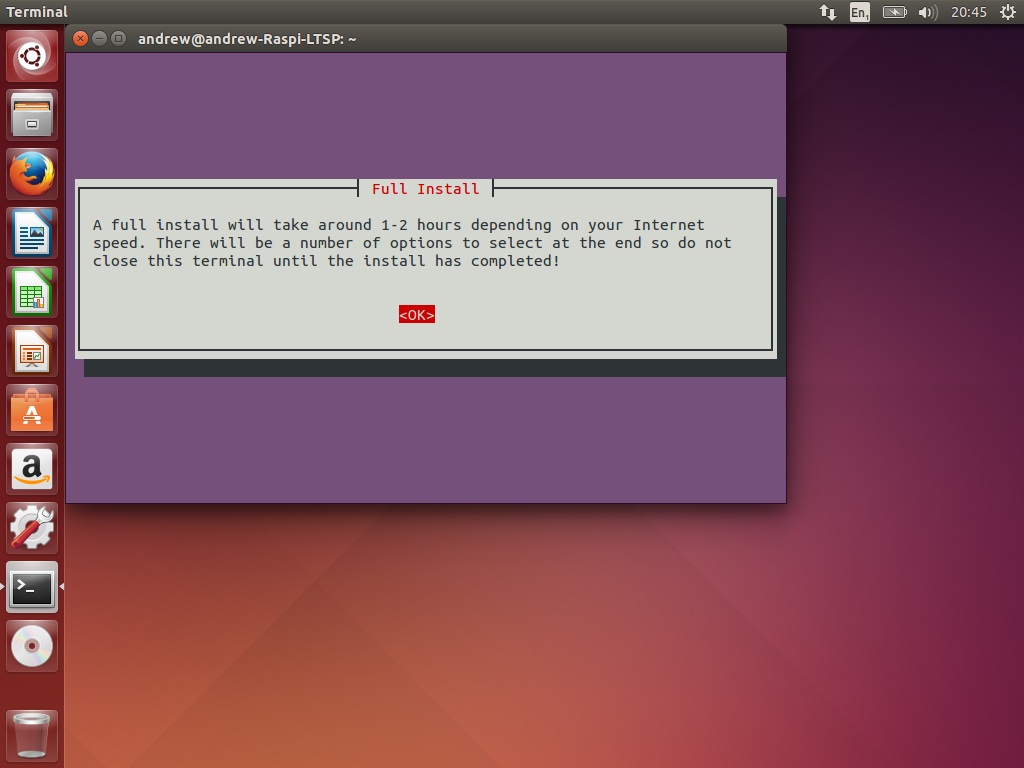 Terminal
En1
20:45
andrew@andrew-Raspi-LTSP: ~
Full Install
A full install will take around 1-2 hours depending on your Internet
speed. There will be a number of options to select at the end so do not
close this terminal until the install has completed!
<OK>
A
a
>_